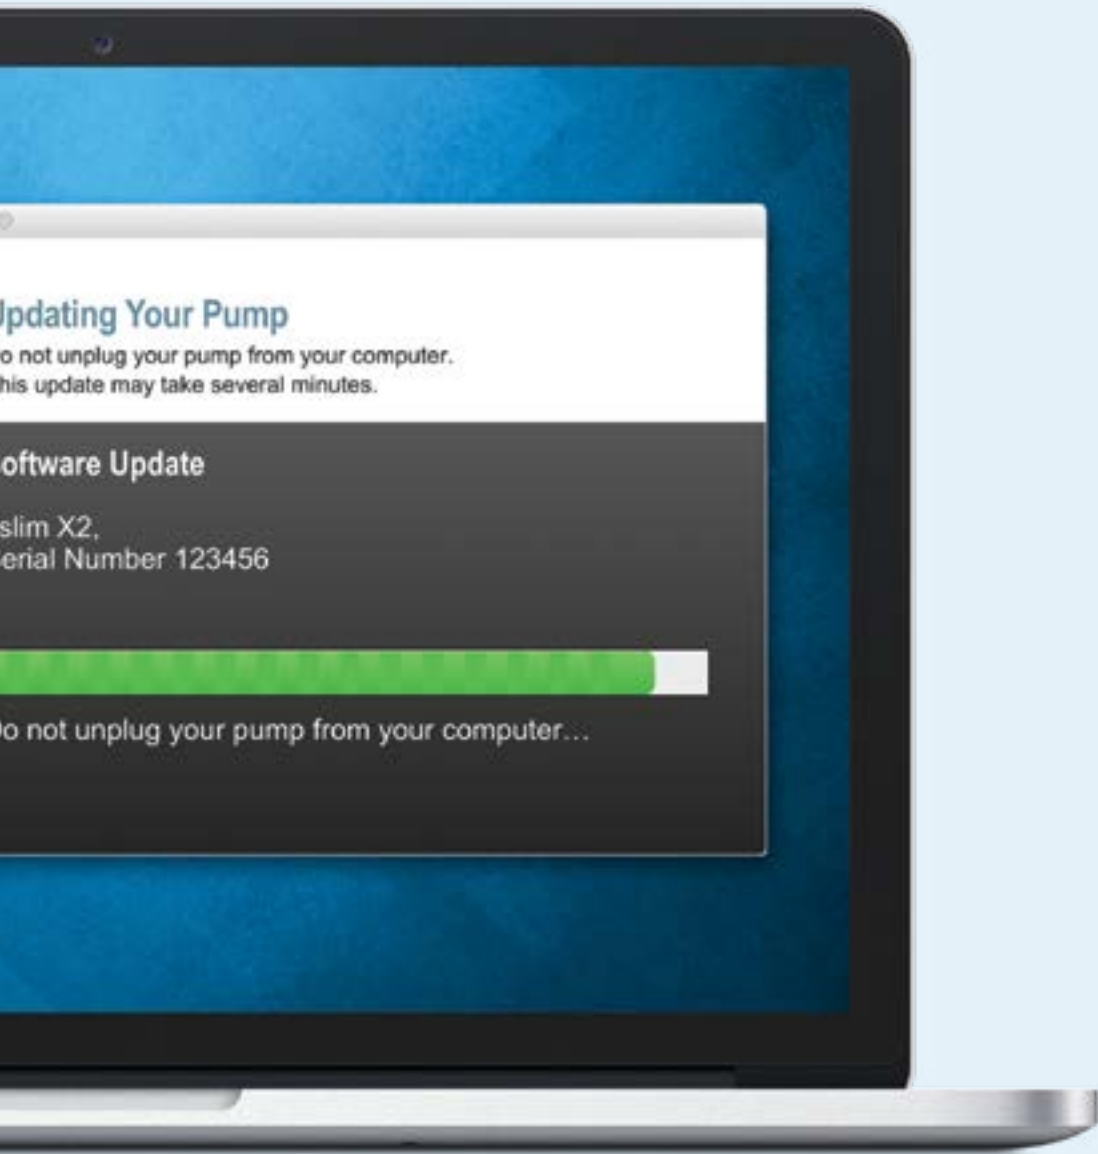 Updating Your Pump
o not unplug your pump from your computer.
his update may take several minutes.
oftware Update
slim X2,
erial Number 123456
Do not unplug your pump from your computer...